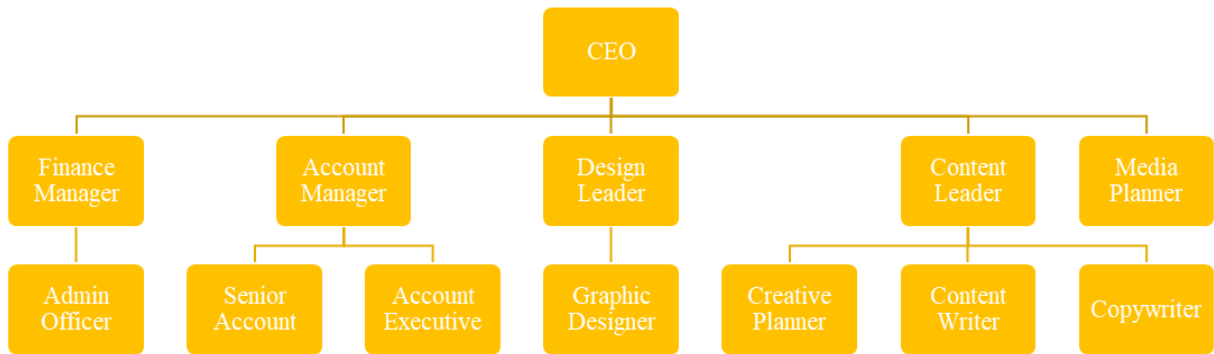 CEO
Finance
Manager
Account
Manager
Design
Leader
Content
Leader
Media
Planner
Admin
Officer
Senior
Account
Account
Executive
Graphic
Designer
Creative
Planner
Content
Writer
Copywriter